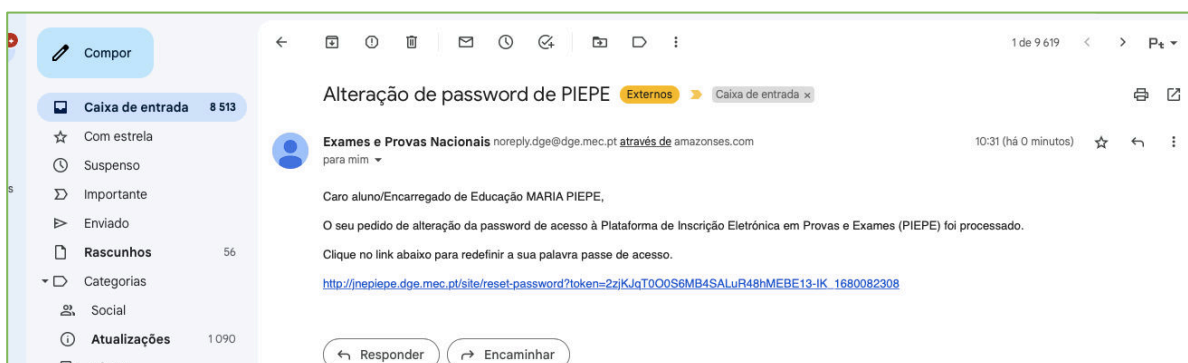 Compor
1 de 9 619
Caixa de entrada 8 513
Com estrela
Suspenso
Importante
Enviado
Rascunhos 56
Categorias
Social
Atualizações 1 090
Alteração de password de PIEPE Externos Caixa de entrada ×
Exames e Provas Nacionais noreply.dge@dge.mec.pt através de amazonses.com 10:31 (há 0 minutos)
para mim
Caro aluno/Encarregado de Educação MARIA PIEPE,
O seu pedido de alteração da password de acesso à Plataforma de Inscrição Eletrónica em Provas e Exames (PIEPE) foi processado.
Clique no link abaixo para redefinir a sua palavra passe de acesso.
http://jnepiepe.dge.mec.pt/site/reset-password?token=2zjKJqT0O0S6MB4SALuR48hMEBE13-IK_1680082308
Responder Encaminhar